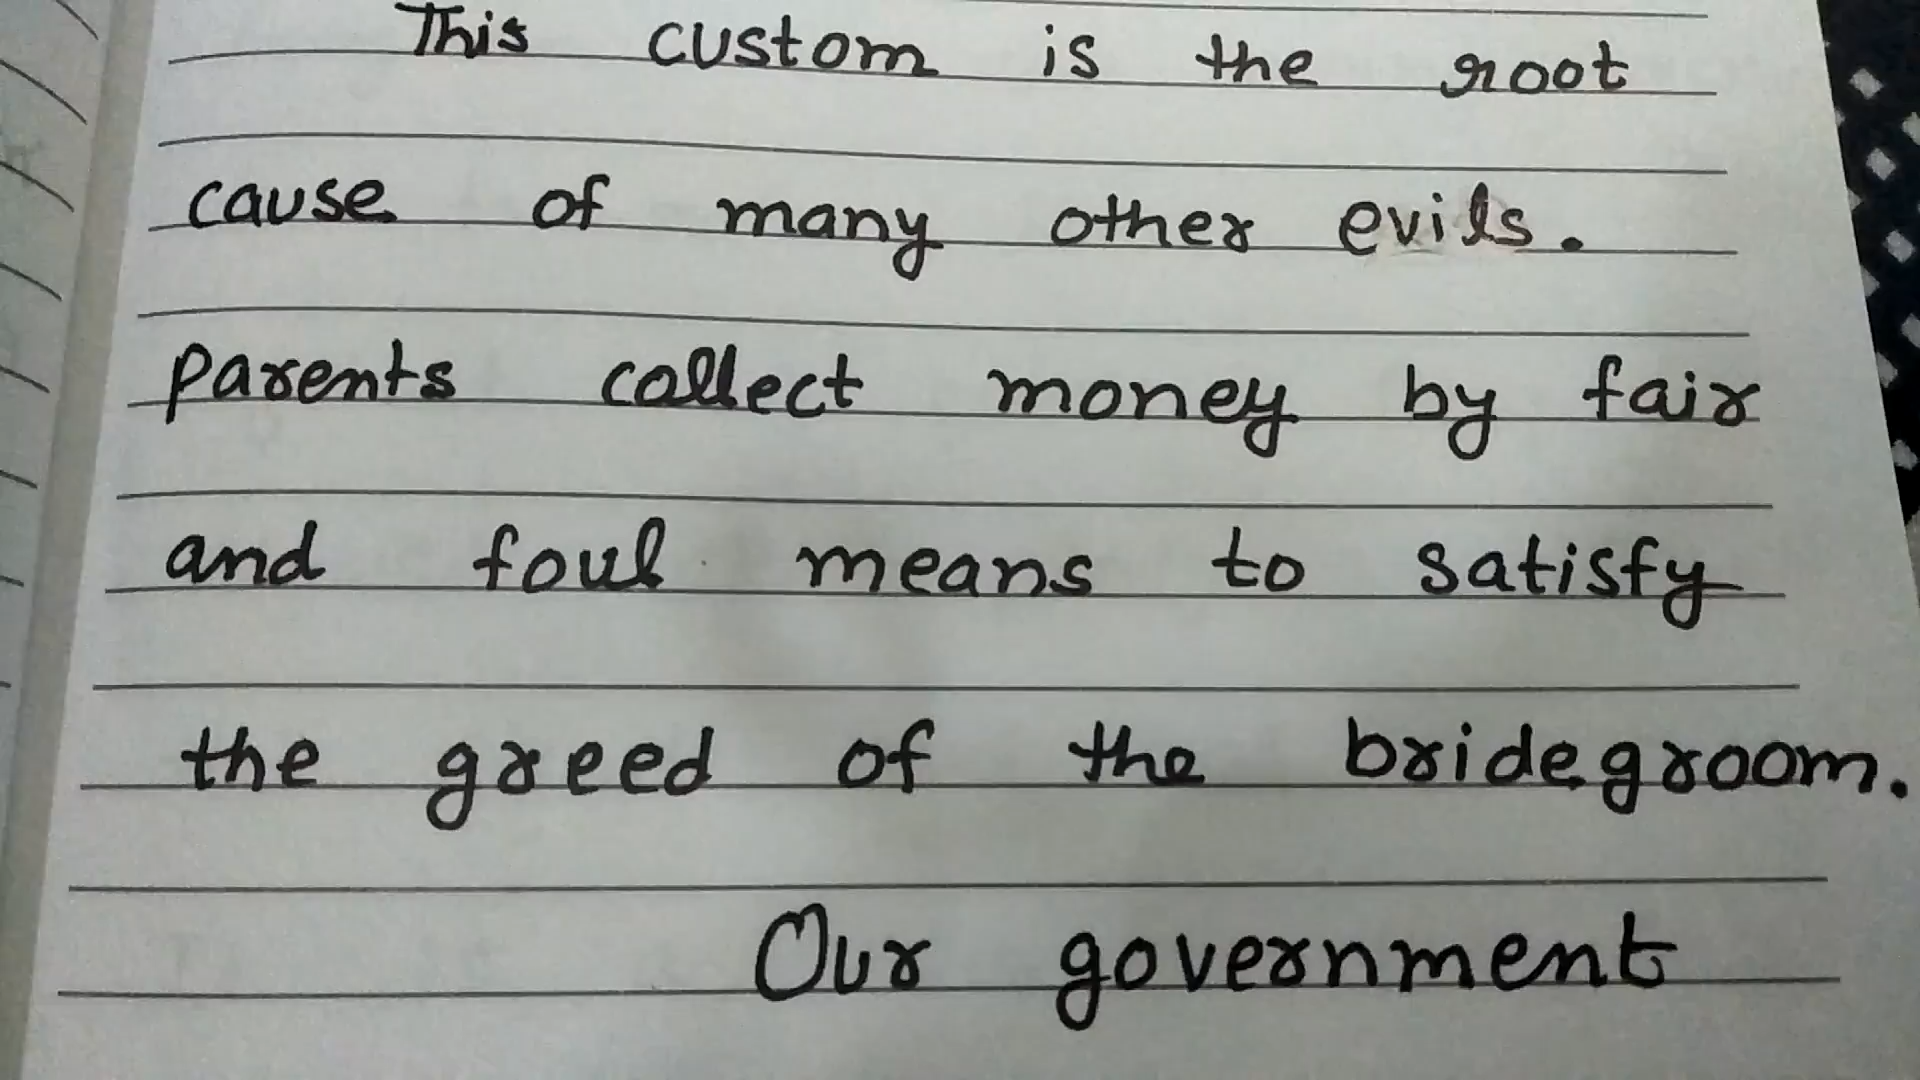 This custom is the root
cause of many other evils.
parents collect money by fair
and foul means to satisfy
the greed of the bridegroom.
Our government